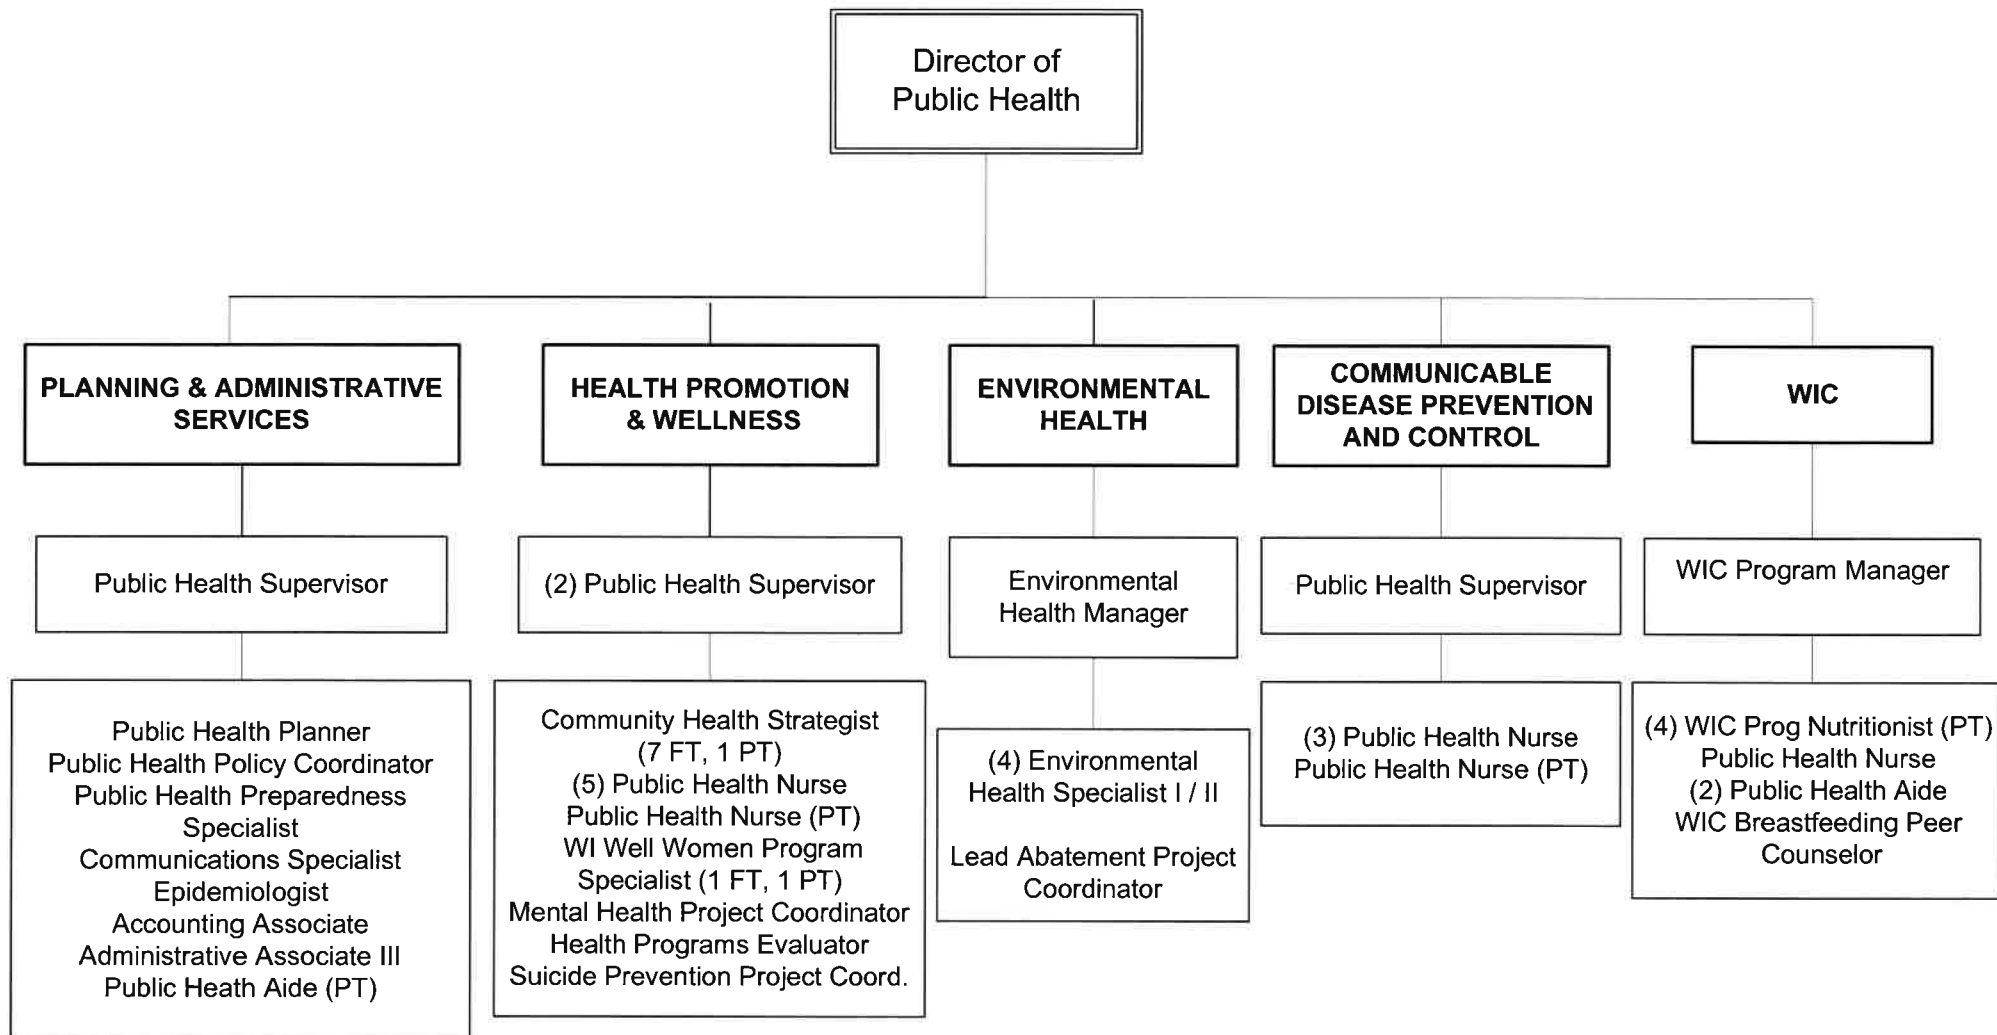 Director of
Public Health
PLANNING & ADMINISTRATIVE
SERVICES
HEALTH PROMOTION
& WELLNESS
ENVIRONMENTAL
HEALTH
COMMUNICABLE
DISEASE PREVENTION
AND CONTROL
WIC
Public Health Supervisor
(2) Public Health Supervisor
Environmental
Health Manager
Public Health Supervisor
WIC Program Manager
Public Health Planner
Public Health Policy Coordinator
Public Health Preparedness
Specialist
Communications Specialist
Epidemiologist
Accounting Associate
Administrative Associate III
Public Heath Aide (PT)
Community Health Strategist
(7 FT, 1 PT)
(5) Public Health Nurse
Public Health Nurse (PT)
WI Well Women Program
Specialist (1 FT, 1 PT)
Mental Health Project Coordinator
Health Programs Evaluator
Suicide Prevention Project Coord.
(4) Environmental
Health Specialist I / II
Lead Abatement Project
Coordinator
(3) Public Health Nurse
Public Health Nurse (PT)
(4) WIC Prog Nutritionist (PT)
Public Health Nurse
(2) Public Health Aide
WIC Breastfeeding Peer
Counselor